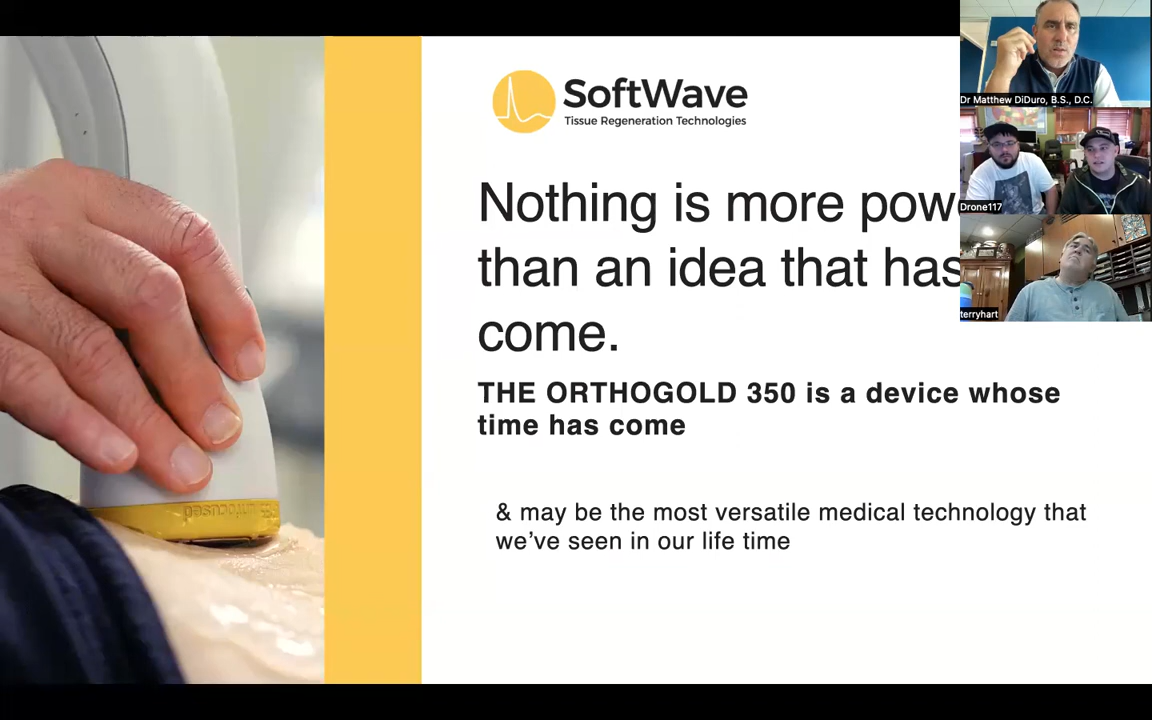 SoftWave
Tissue Regeneration Technologies
Nothing is more pow
than an idea that has
come.
THE ORTHOGOLD 350 is a device whose
time has come
& may be the most versatile medical technology that
we've seen in our life time
Dr Matthew DiDuro, B.S., D.C.
Drone117
terryhart
unfocused